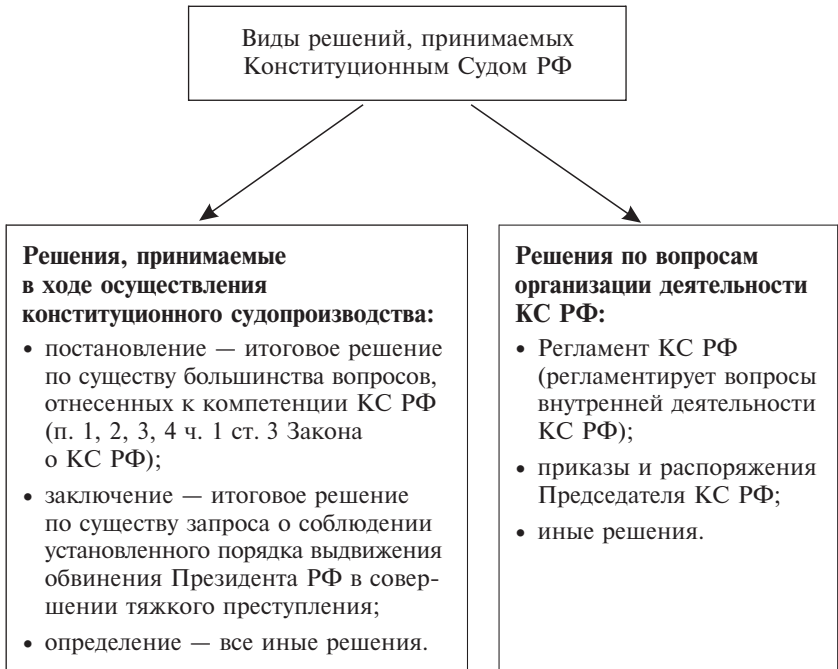 Виды решений, принимаемых
Конституционным Судом РФ
Решения, принимаемые
в ходе осуществления
конституционного судопроизводства:
• постановление — итоговое решение
по существу большинства вопросов,
отнесенных к компетенции КС РФ
(п. 1, 2, 3, 4 ч. 1 ст. 3 Закона
о КС РФ);
• заключение — итоговое решение
по существу запроса о соблюдении
установленного порядка выдвижения
обвинения Президента РФ в совер-
шении тяжкого преступления;
• определение — все иные решения.
Решения по вопросам
организации деятельности
КС РФ:
• Регламент КС РФ
(регламентирует вопросы
внутренней деятельности
КС РФ);
• приказы и распоряжения
Председателя КС РФ;
• иные решения.